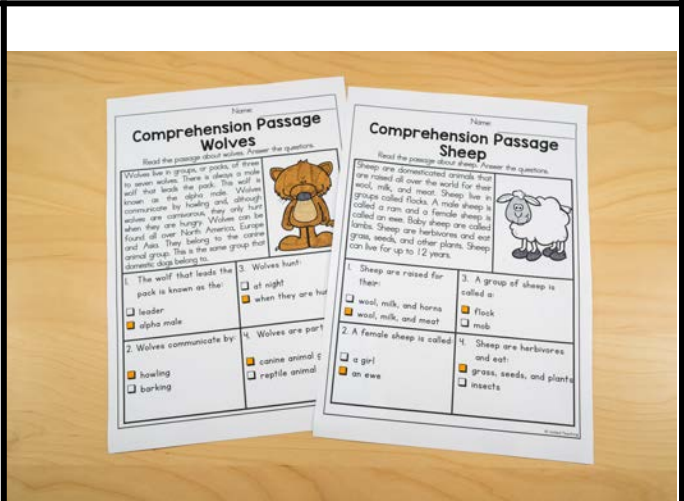 Name:
Comprehension Passage
Wolves
Read the passage about wolves. Answer the questions.
Wolves live in groups, or packs, of three
to seven wolves. There is always a male
wolf that leads the pack. This wolf is
known as the alpha male. Wolves
communicate by howling and, although
wolves are carnivorous, they only hunt
when they are hungry. Wolves can be
found all over North America, Europe
and Asia. They belong to the canine
animal group. This is the same group that
domestic dogs belong to.
1. The wolf that leads the
pack is known as the:
leader
alpha male
2. Wolves communicate by:
howling
barking
3. Wolves hunt:
at night
when they are
4. Wolves are part
canine animal
reptile animal
Name:
Comprehension Passage
Sheep
Read the passage about sheep. Answer the questions.
Sheep are domesticated animals that
are raised all over the world for their
wool, milk, and meat. Sheep live in
groups called flocks. A male sheep is
called a ram and a female sheep is
called an ewe. Baby sheep are called
lambs. Sheep are herbivores and eat
grass, seeds, and other plants. Sheep
can live for up to 12 years.
1. Sheep are raised for
their:
wool, milk, and horns
wool, milk, and meat
2. A female sheep is called
a girl
an ewe
3. A group of sheep is
called a:
flock
mob
4. Sheep are herbivores
and eat:
grass, seeds, and plants
insects